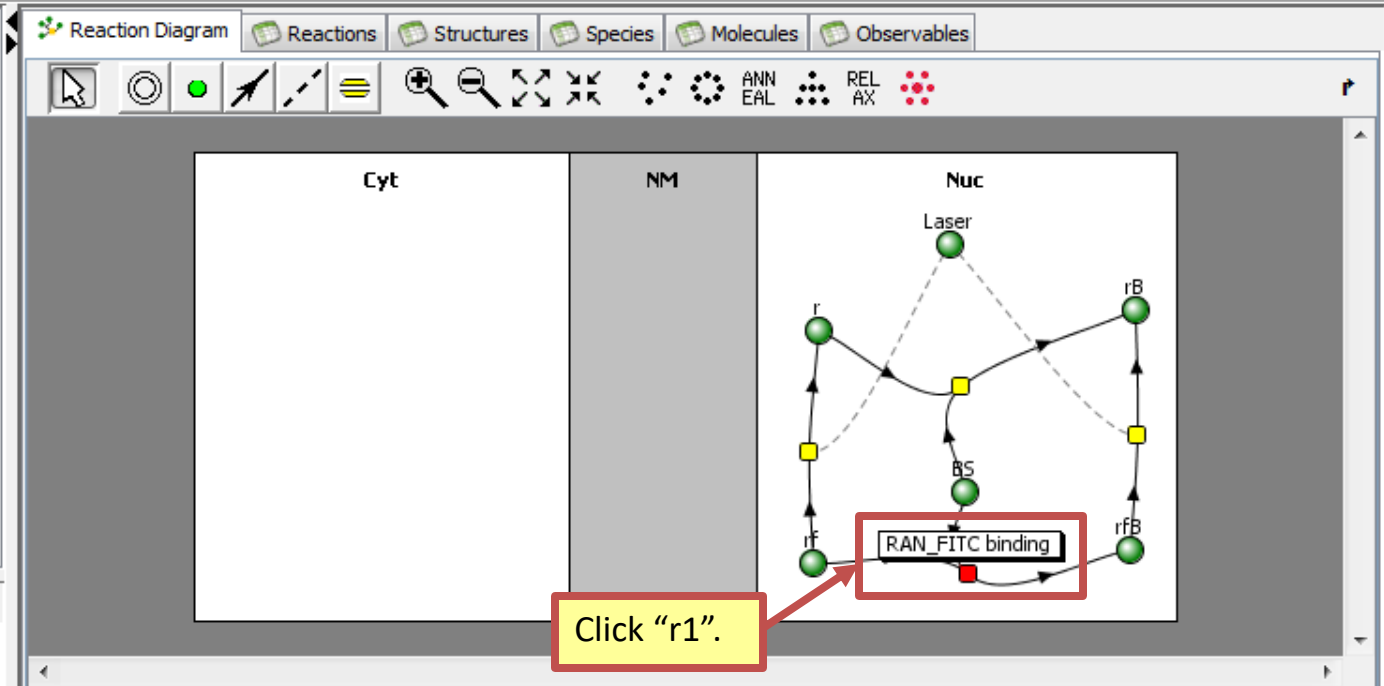 Reaction Diagram Reactions Structures Species Molecules Observables
ANN EAL REL AX
Cyt NM Nuc
Laser
rB
r
BS
rf RAN_FITC binding rfB
Click “r1”.